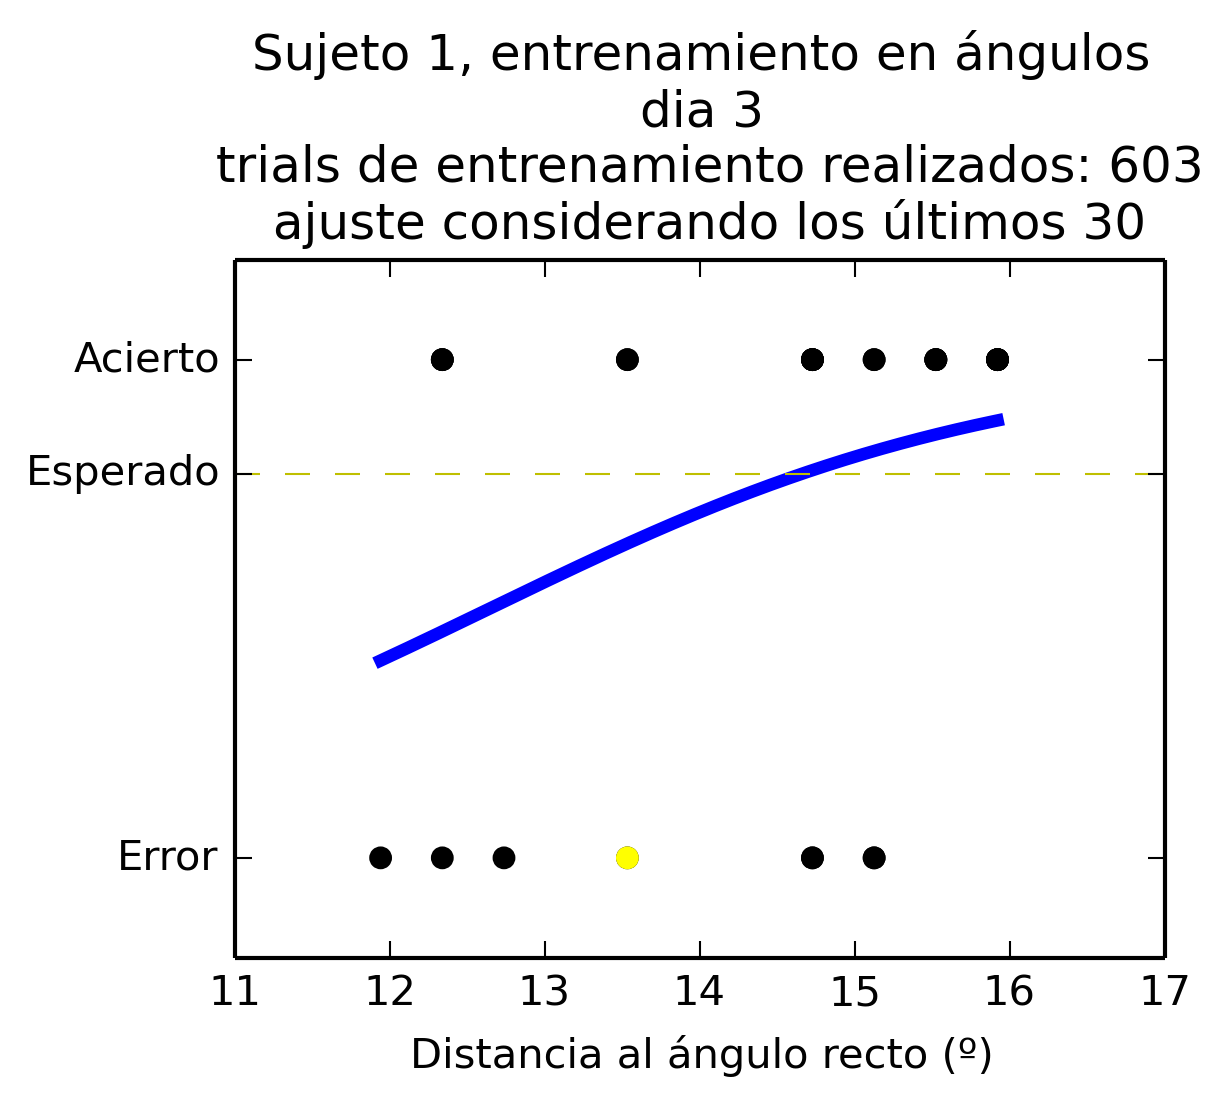 Sujeto 1, entrenamiento en ángulos
dia 3
trials de entrenamiento realizados: 603
ajuste considerando los últimos 30
Acierto
Esperado
Error
11 12 13 14 15 16 17
Distancia al ángulo recto (º)